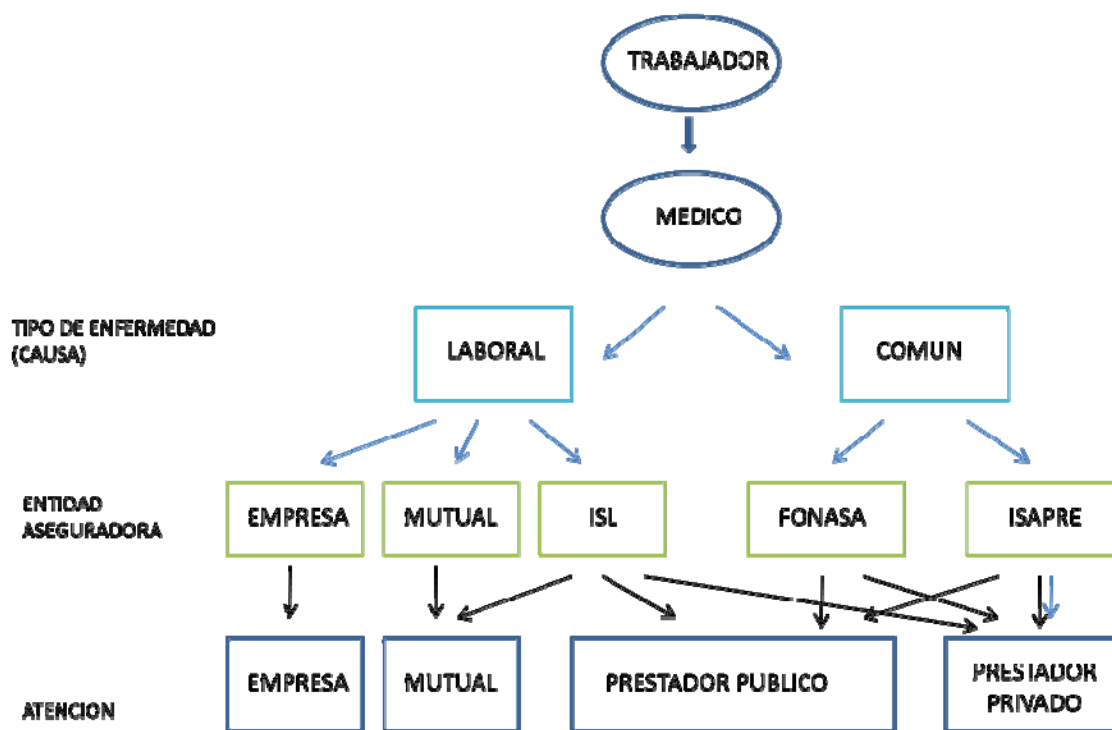 TRABAJADOR
MEDICO
TIPO DE ENFERMEDAD
(CAUSA)
LABORAL
COMUN
ENTIDAD
ASEGURADORA
EMPRESA
MUTUAL
ISL
FONASA
ISAPRE
ATENCION
EMPRESA
MUTUAL
PRESTADOR PUBLICO
PRESTADOR
PRIVADO